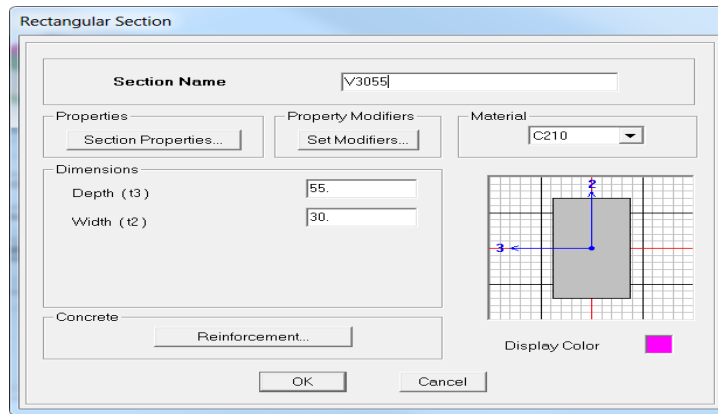 Rectangular Section
Section Name V3055
Properties Property Modifiers Material
Section Properties... Set Modifiers... C210
Dimensions
Depth (t3) 55.
Width (t2) 30.
2
3
Concrete
Reinforcement...
Display Color
OK Cancel